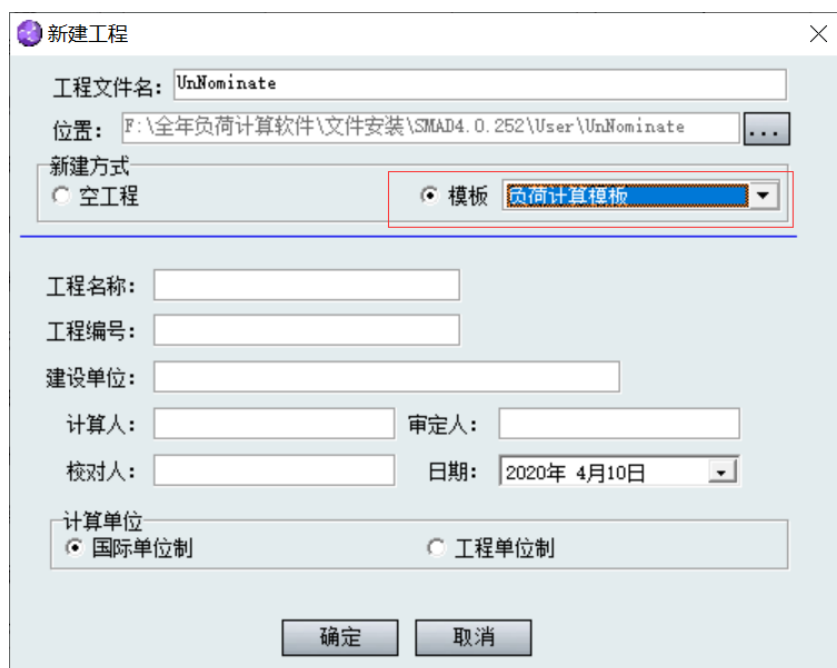 新建工程
工程文件名: UnNominate
位置: F:\全年负荷计算软件\文件安装\SMAD4.0.252\User\UnNominate ...
新建方式
空工程 模板 负荷计算模板
工程名称:
工程编号:
建设单位:
计算人: 审定人:
校对人: 日期: 2020年 4月10日
计算单位
国际单位制 工程单位制
确定 取消